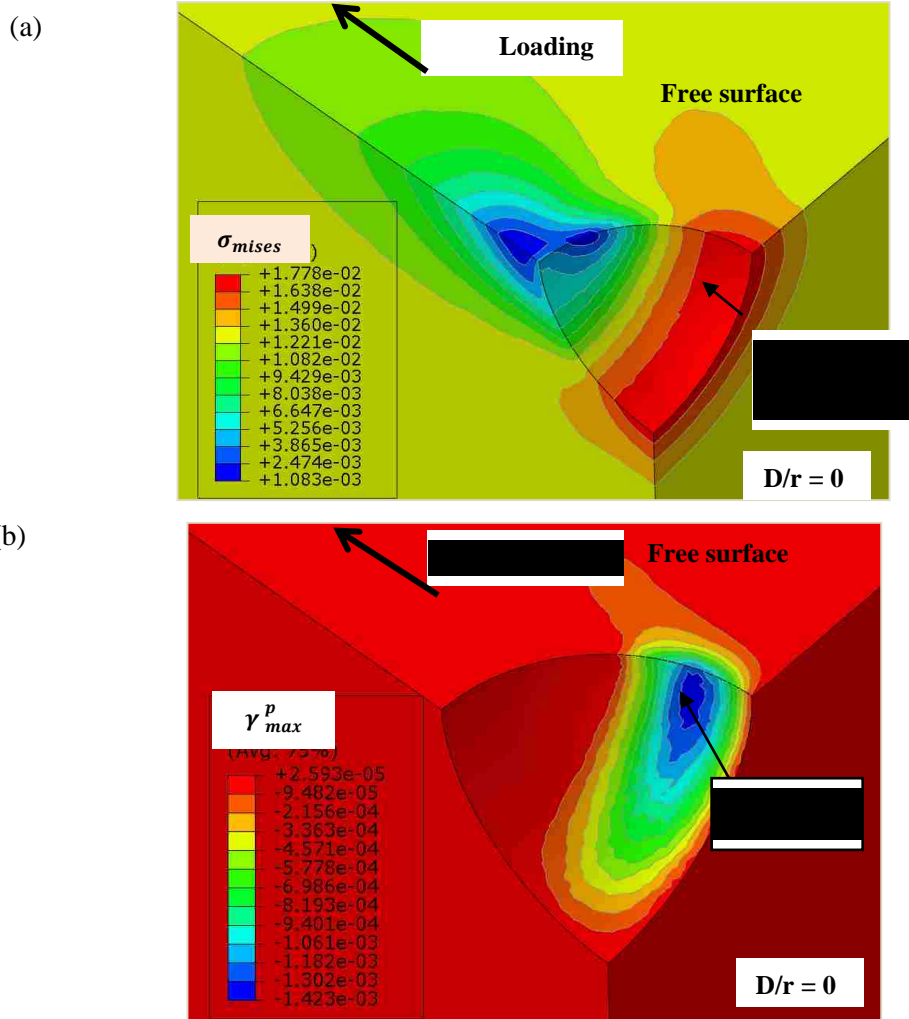 (a)
Loading
Free surface
σmises
+1.778e-02
+1.638e-02
+1.499e-02
+1.360e-02
+1.221e-02
+1.082e-02
+9.429e-03
+8.038e-03
+6.647e-03
+5.256e-03
+3.865e-03
+2.474e-03
+1.083e-03
D/r = 0
b)
Free surface
γ^p_max
(Avg: 75%)
+2.593e-05
-9.482e-05
-2.156e-04
-3.363e-04
-4.571e-04
-5.778e-04
-6.986e-04
-8.193e-04
-9.401e-04
-1.061e-03
-1.182e-03
-1.302e-03
-1.423e-03
D/r = 0